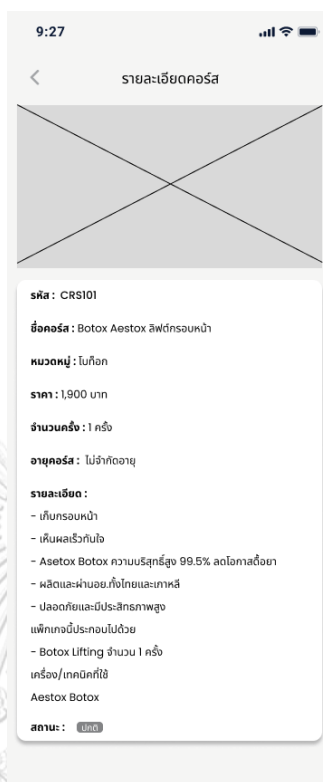 9:27
รายละเอียดคอร์ส
รหัส : CRS101
ชื่อคอร์ส : Botox Aestox ลิฟต์กรอบหน้า
หมวดหมู่ : โบท็อก
ราคา : 1,900 บาท
จำนวนครั้ง : 1 ครั้ง
อายุคอร์ส : ไม่จำกัดอายุ
รายละเอียด :
- เก็บกรอบหน้า
- เห็นผลเร็วทันใจ
- Asetox Botox ความบริสุทธิ์สูง 99.5% ลดโอกาสดื้อยา
- ผลิตและผ่านอย.ทั้งไทยและเกาหลี
- ปลอดภัยและมีประสิทธภาพสูง
แพ็กเกจนี้ประกอบไปด้วย
- Botox Lifting จำนวน 1 ครั้ง
เครื่อง/เทคนิคที่ใช้
Aestox Botox
สถานะ : ปกติ